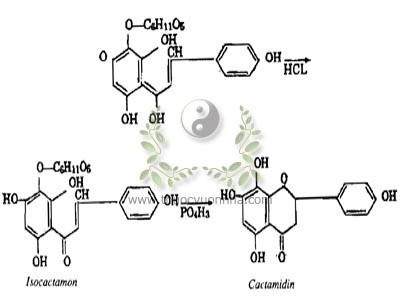 O—C₆H₁₁O₅
O OH CH OH HCL
OH OH
O—C₆H₁₁O₅ OH
HO OH CH OH HO OH
www.
PO₄H₃
OH O OH O
Isocactamon Cactamidin